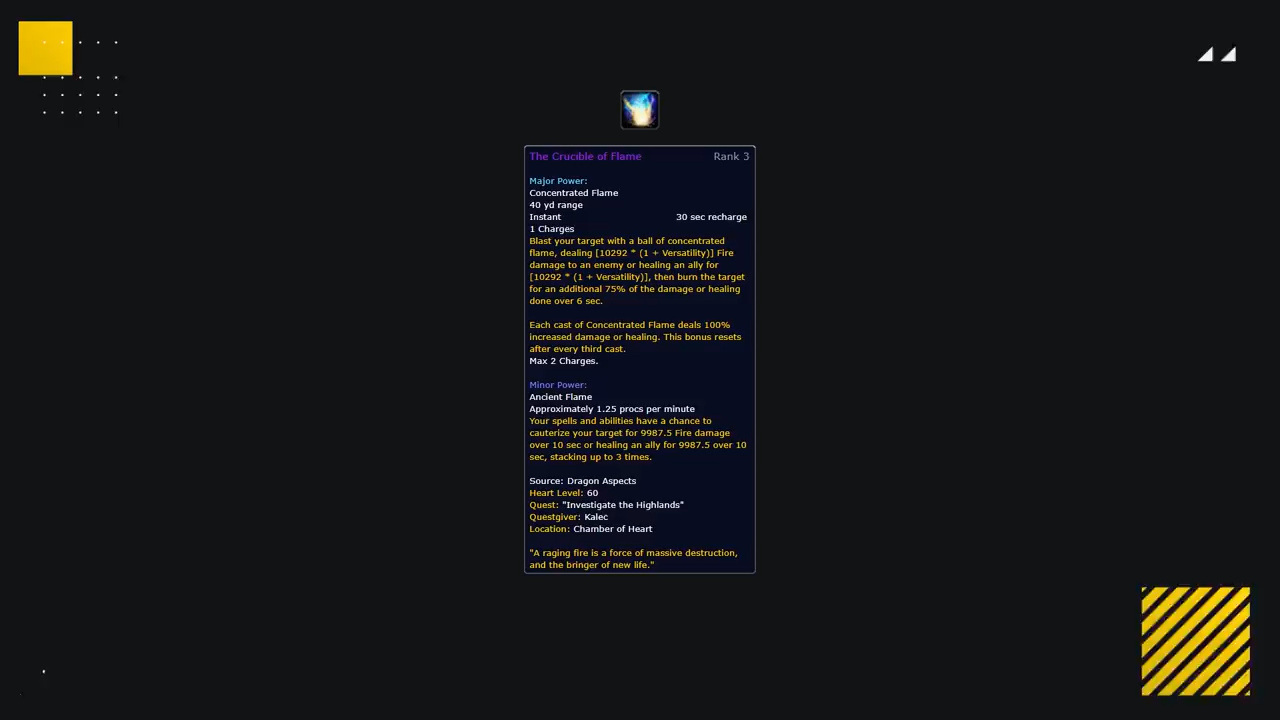 The Crucible of Flame Rank 3
Major Power:
Concentrated Flame
40 yd range
Instant 30 sec recharge
1 Charges
Blast your target with a ball of concentrated
flame, dealing [10292 * (1 + Versatility)] Fire
damage to an enemy or healing an ally for
[10292 * (1 + Versatility)], then burn the target
for an additional 75% of the damage or healing
done over 6 sec.
Each cast of Concentrated Flame deals 100%
increased damage or healing. This bonus resets
after every third cast.
Max 2 Charges.
Minor Power:
Ancient Flame
Approximately 1.25 procs per minute
Your spells and abilities have a chance to
cauterize your target for 9987.5 Fire damage
over 10 sec or healing an ally for 9987.5 over 10
sec, stacking up to 3 times.
Source: Dragon Aspects
Heart Level: 60
Quest: "Investigate the Highlands"
Questgiver: Kalec
Location: Chamber of Heart
"A raging fire is a force of massive destruction,
and the bringer of new life."